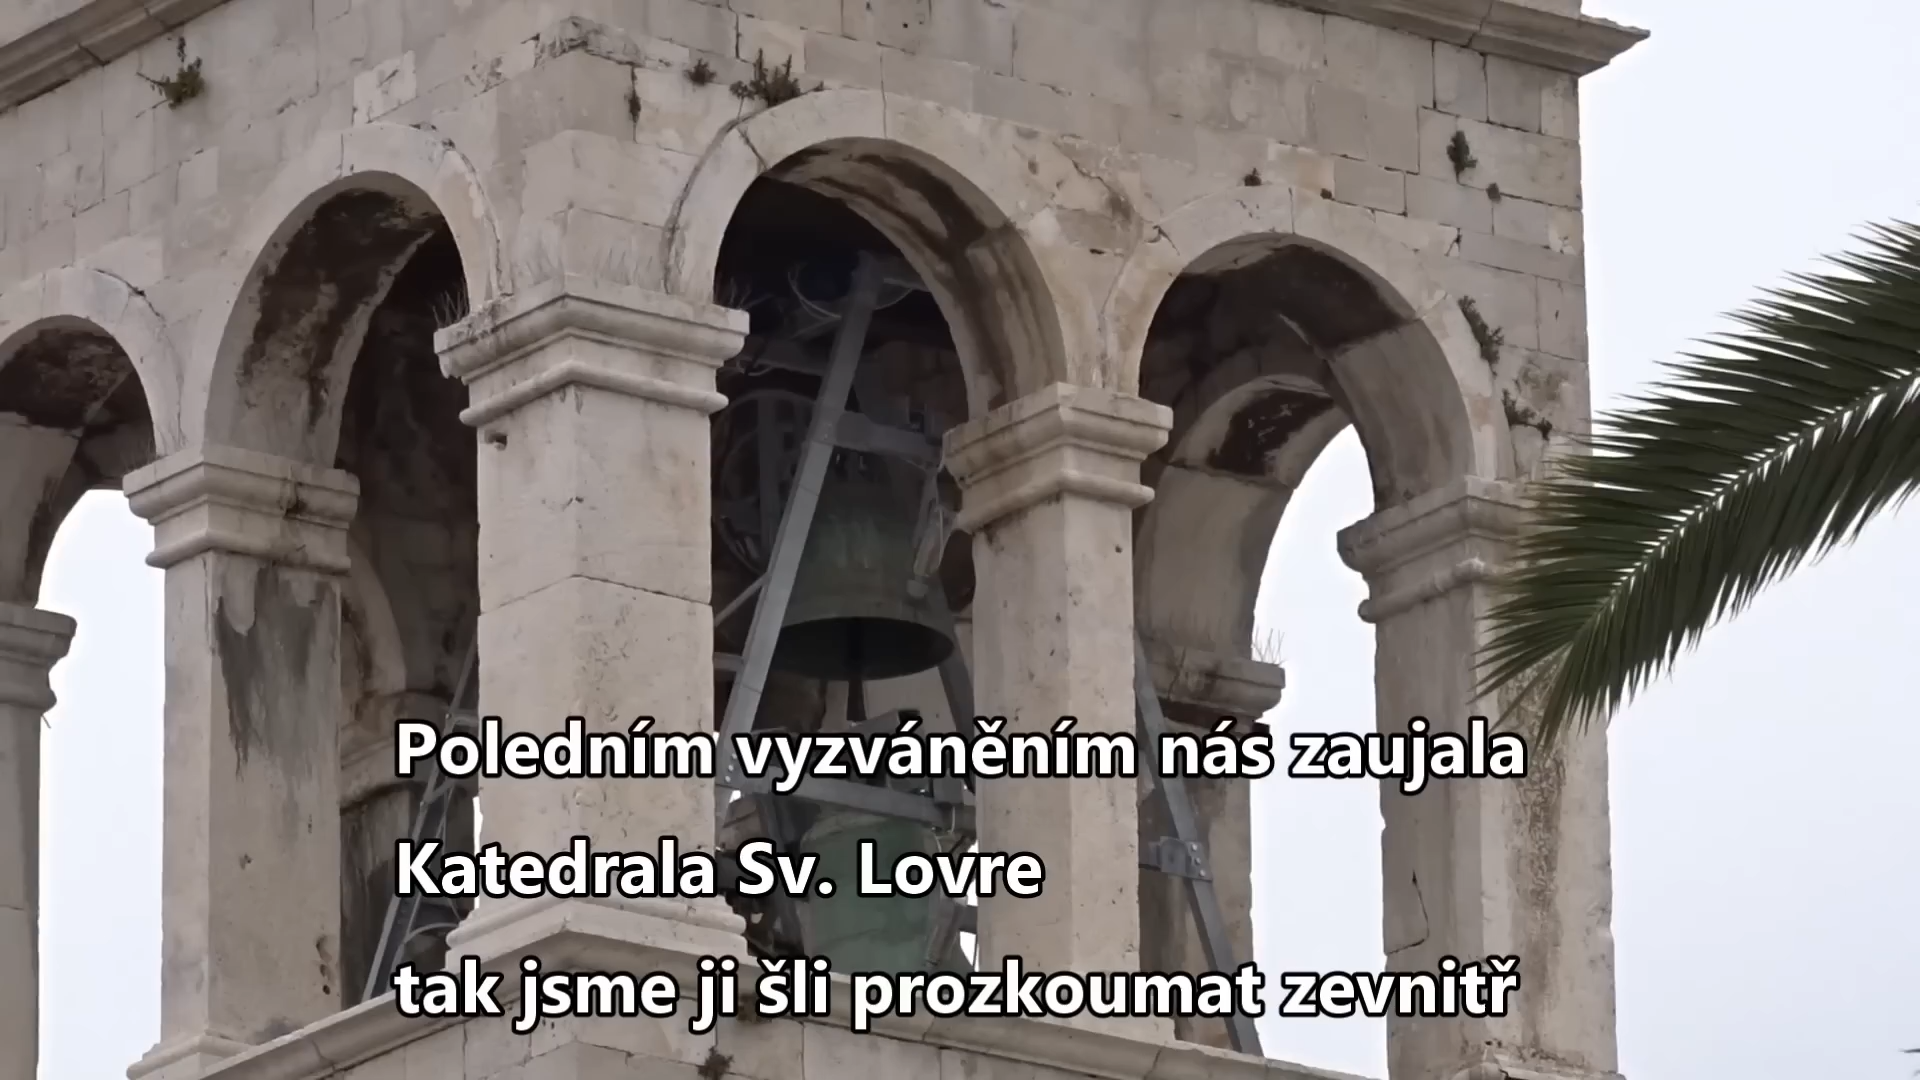 Poledním vyzváněním nás zaujala
Katedrala Sv. Lovre
tak jsme ji šli prozkoumat zevnitř